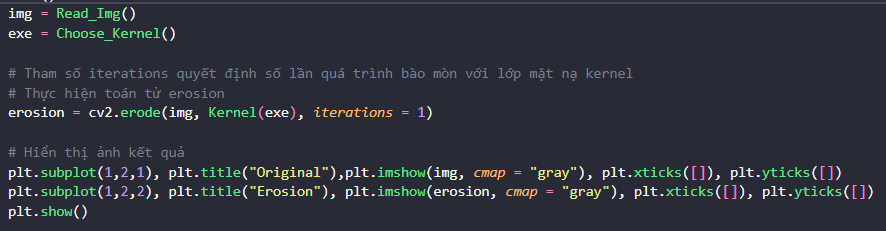 img = Read_Img()
exe = Choose_Kernel()
# Tham số iterations quyết định số lần quá trình bào mòn với lớp mặt nạ kernel
# Thực hiện toán tử erosion
erosion = cv2.erode(img, Kernel(exe), iterations = 1)
# Hiển thị ảnh kết quả
plt.subplot(1,2,1), plt.title("Original"),plt.imshow(img, cmap = "gray"), plt.xticks([]), plt.yticks([])
plt.subplot(1,2,2), plt.title("Erosion"), plt.imshow(erosion, cmap = "gray"), plt.xticks([]), plt.yticks([])
plt.show()